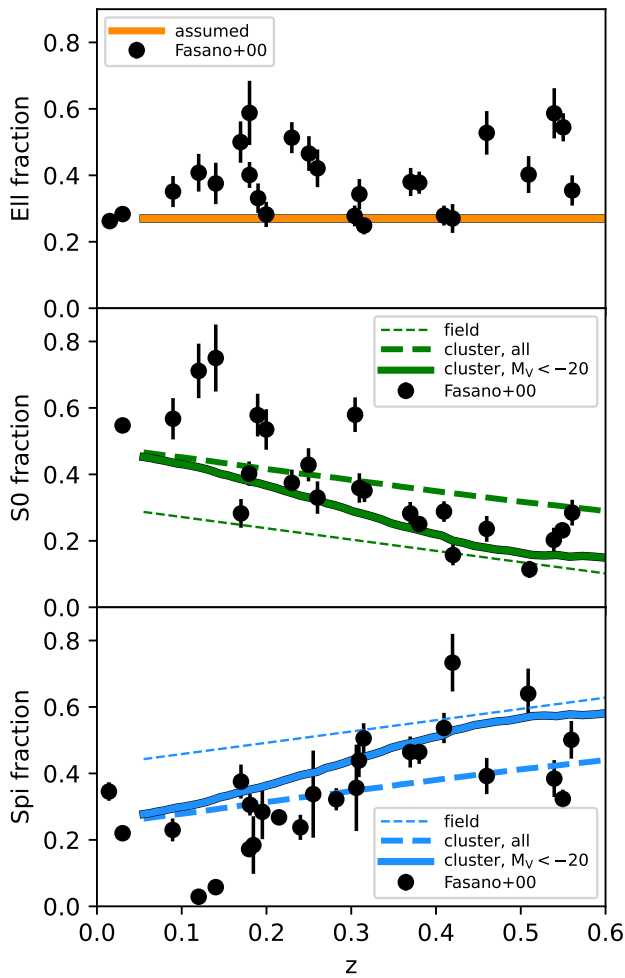 0.8
0.6
0.4
0.2
0.0
Ell fraction
assumed
Fasano+00
0.8
0.6
0.4
0.2
0.0
S0 fraction
field
cluster, all
cluster, M_V < −20
Fasano+00
0.8
0.6
0.4
0.2
0.0
Spi fraction
field
cluster, all
cluster, M_V < −20
Fasano+00
0.0 0.1 0.2 0.3 0.4 0.5 0.6
z